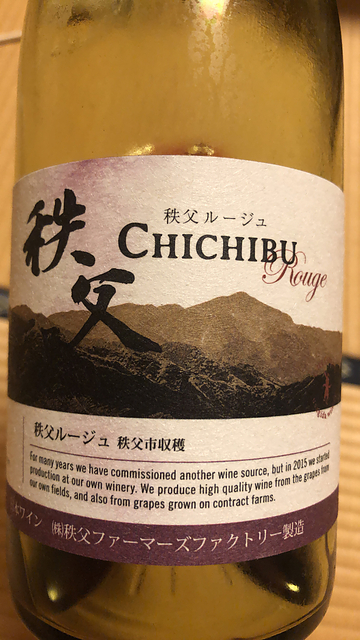 秩父ルージュ
秩父
CHICHIBU
Rouge
秩父ルージュ 秩父市収穫
For many years we have commissioned another wine source, but in 2015 we started
production at our own winery. We produce high quality wine from the grapes from
our own fields, and also from grapes grown on contract farms.
本ワイン ㈱秩父ファーマーズファクトリー製造